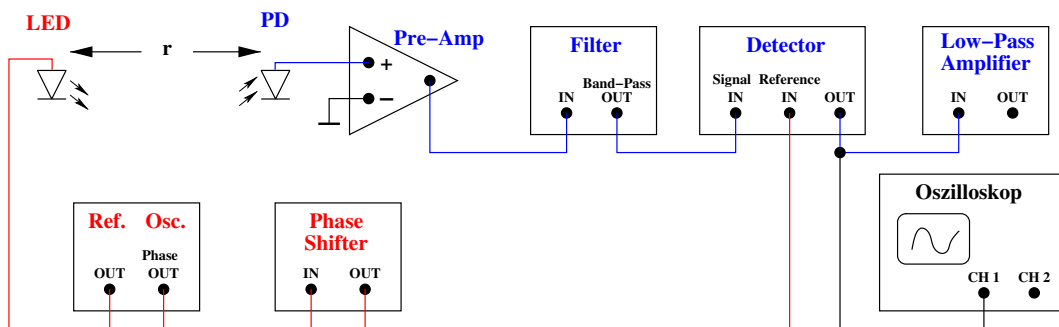 LED
r
PD
+
−
Pre−Amp
Filter
Band−Pass
IN OUT
Detector
Signal Reference
IN IN OUT
Low−Pass
Amplifier
IN OUT
Ref. Osc.
Phase
OUT OUT
Phase
Shifter
IN OUT
Oszilloskop
CH 1 CH 2